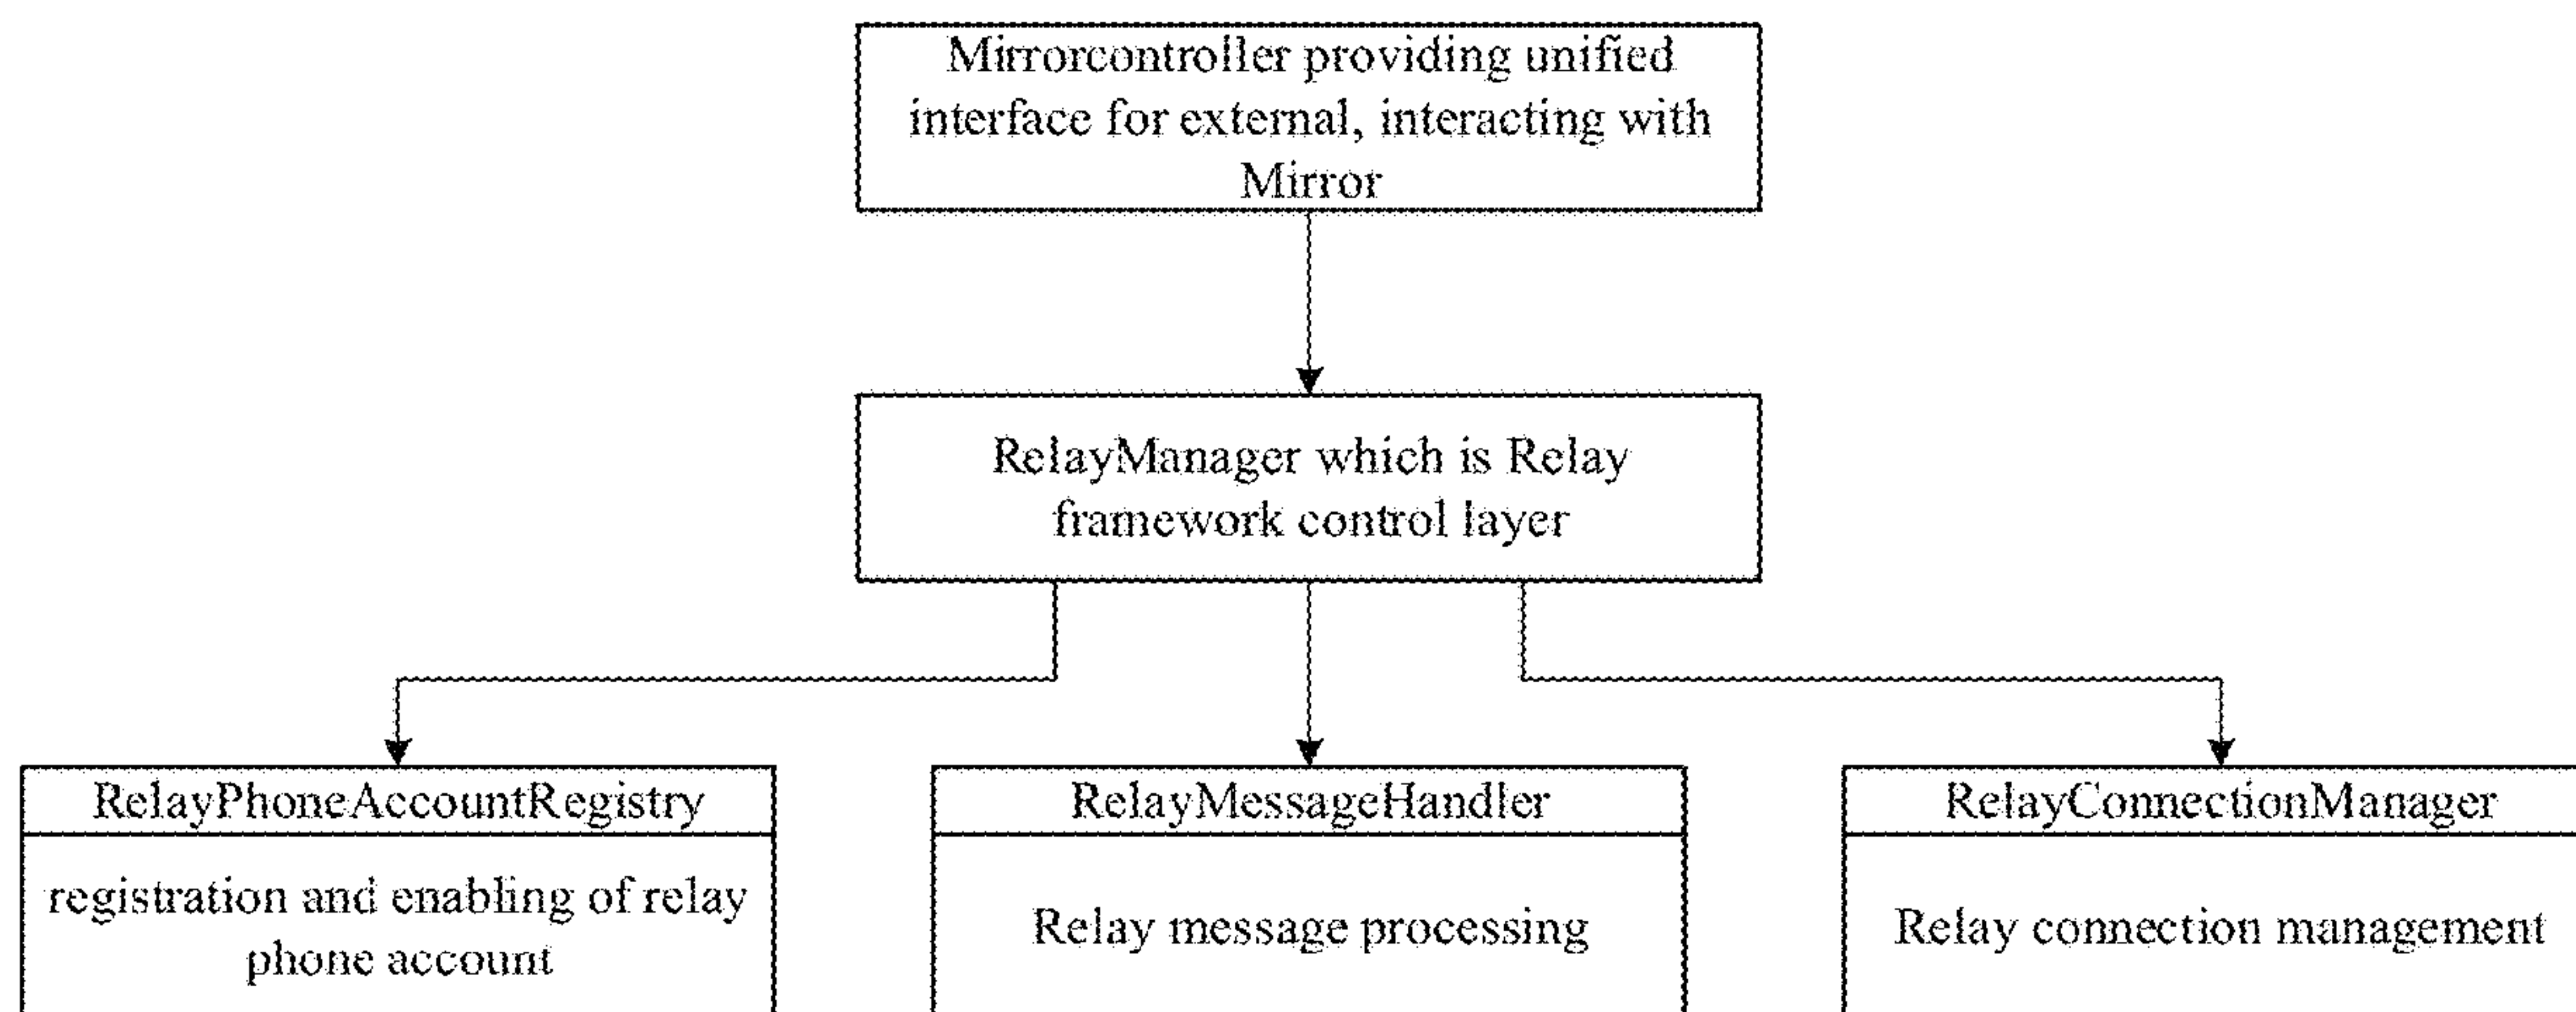 Mirrorcontroller providing unified
interface for external, interacting with
Mirror
RelayManager which is Relay
framework control layer
RelayPhoneAccountRegistry
RelayMessageHandler
RelayConnectionManager
registration and enabling of relay
phone account
Relay message processing
Relay connection management